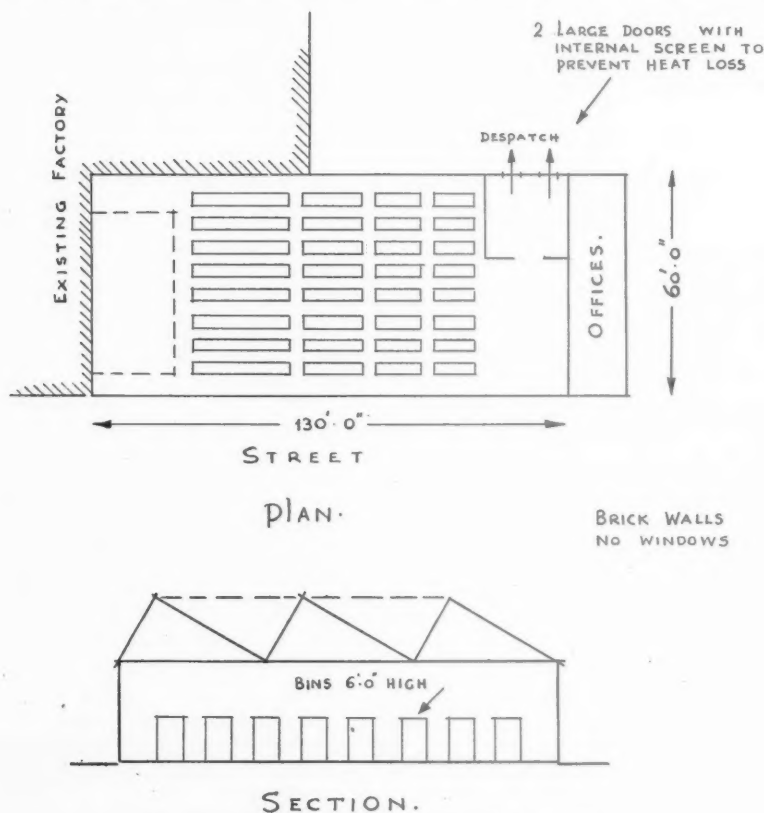 2 LARGE DOORS WITH
INTERNAL SCREEN TO
PREVENT HEAT LOSS
DESPATCH
EXISTING FACTORY
OFFICES.
60'.0"
130'.0"
STREET
PLAN.
BRICK WALLS
NO WINDOWS
BINS 6'.0" HIGH
SECTION.